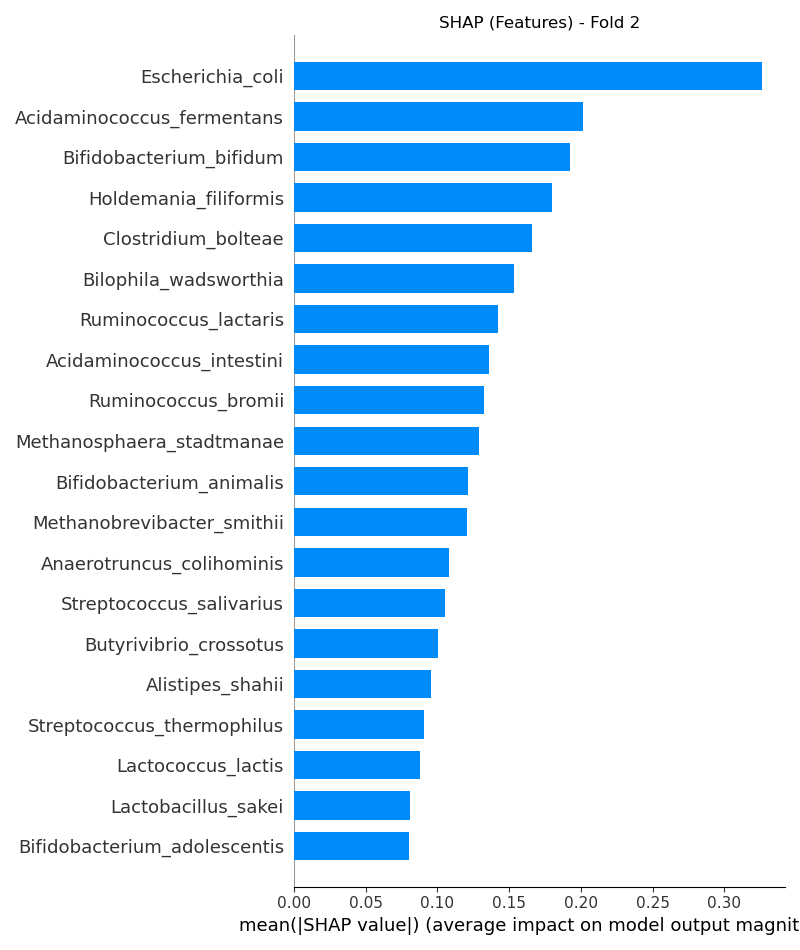 SHAP (Features) - Fold 2
Escherichia_coli
Acidaminococcus_fermentans
Bifidobacterium_bifidum
Holdemania_filiformis
Clostridium_bolteae
Bilophila_wadsworthia
Ruminococcus_lactaris
Acidaminococcus_intestini
Ruminococcus_bromii
Methanosphaera_stadtmanae
Bifidobacterium_animalis
Methanobrevibacter_smithii
Anaerotruncus_colihominis
Streptococcus_salivarius
Butyrivibrio_crossotus
Alistipes_shahii
Streptococcus_thermophilus
Lactococcus_lactis
Lactobacillus_sakei
Bifidobacterium_adolescentis
0.00 0.05 0.10 0.15 0.20 0.25 0.30
mean(|SHAP value|) (average impact on model output magnit